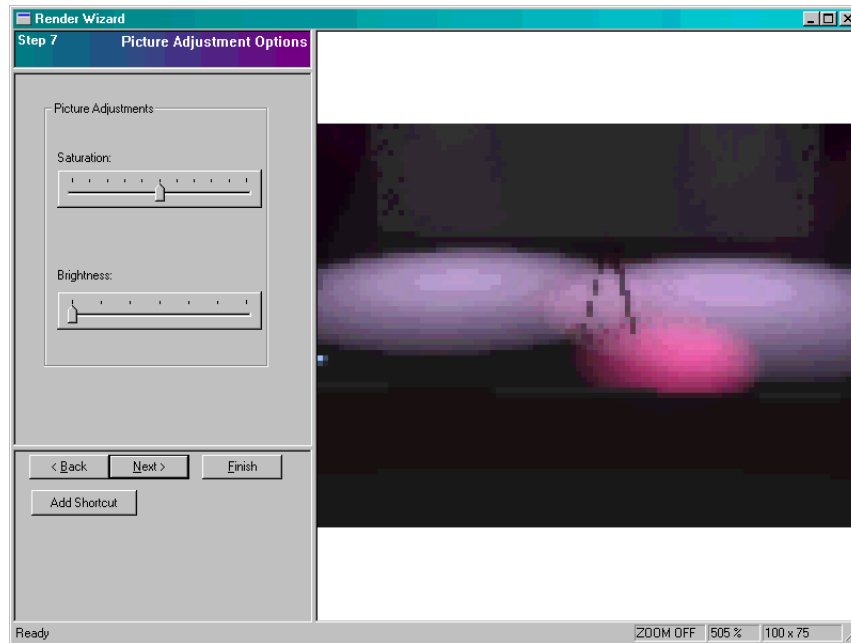 Render Wizard
Step 7 Picture Adjustment Options
Picture Adjustments
Saturation:
Brightness:
< Back Next > Finish
Add Shortcut
Ready ZOOM OFF 505 % 100 x 75